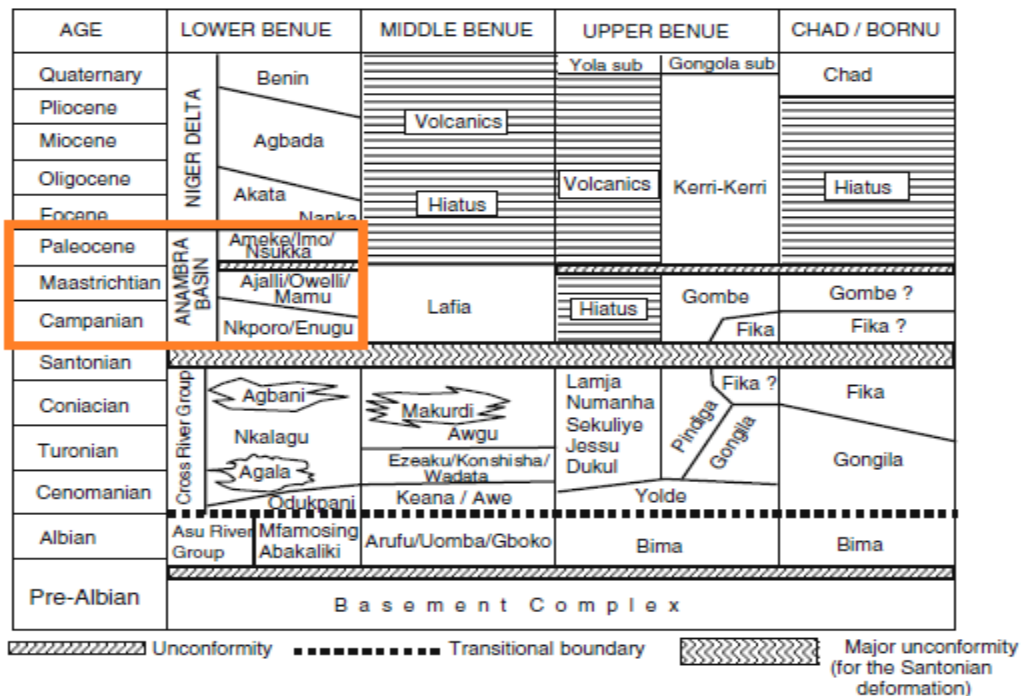 AGE LOWER BENUE MIDDLE BENUE UPPER BENUE CHAD / BORNU
Yola sub Gongola sub
Quaternary Benin Chad
Pliocene
Volcanics
Miocene Agbada
NIGER DELTA
Oligocene Volcanics Kerri-Kerri Hiatus
Akata Hiatus
Eocene Nanka
Paleocene Ameke/Imo/
Nsukka
ANAMBRA
BASIN
Maastrichtian Ajalli/Owelli/
Mamu
Lafia Hiatus Gombe Gombe ?
Campanian Nkporo/Enugu Fika Fika ?
Santonian
Cross River Group
Coniacian Agbani Makurdi Lamja Fika ? Fika
Numanha
Turonian Nkalagu Awgu Sekuliye Pindiga Gongila Gongila
Jessu
Agala Ezeaku/Konshisha/ Dukul
Wadata
Cenomanian Odukpani Keana / Awe Yolde
Albian Asu River Mfamosing Arufu/Uomba/Gboko Bima Bima
Group Abakaliki
Pre-Albian Basement Complex
Unconformity Transitional boundary Major unconformity
(for the Santonian
deformation)